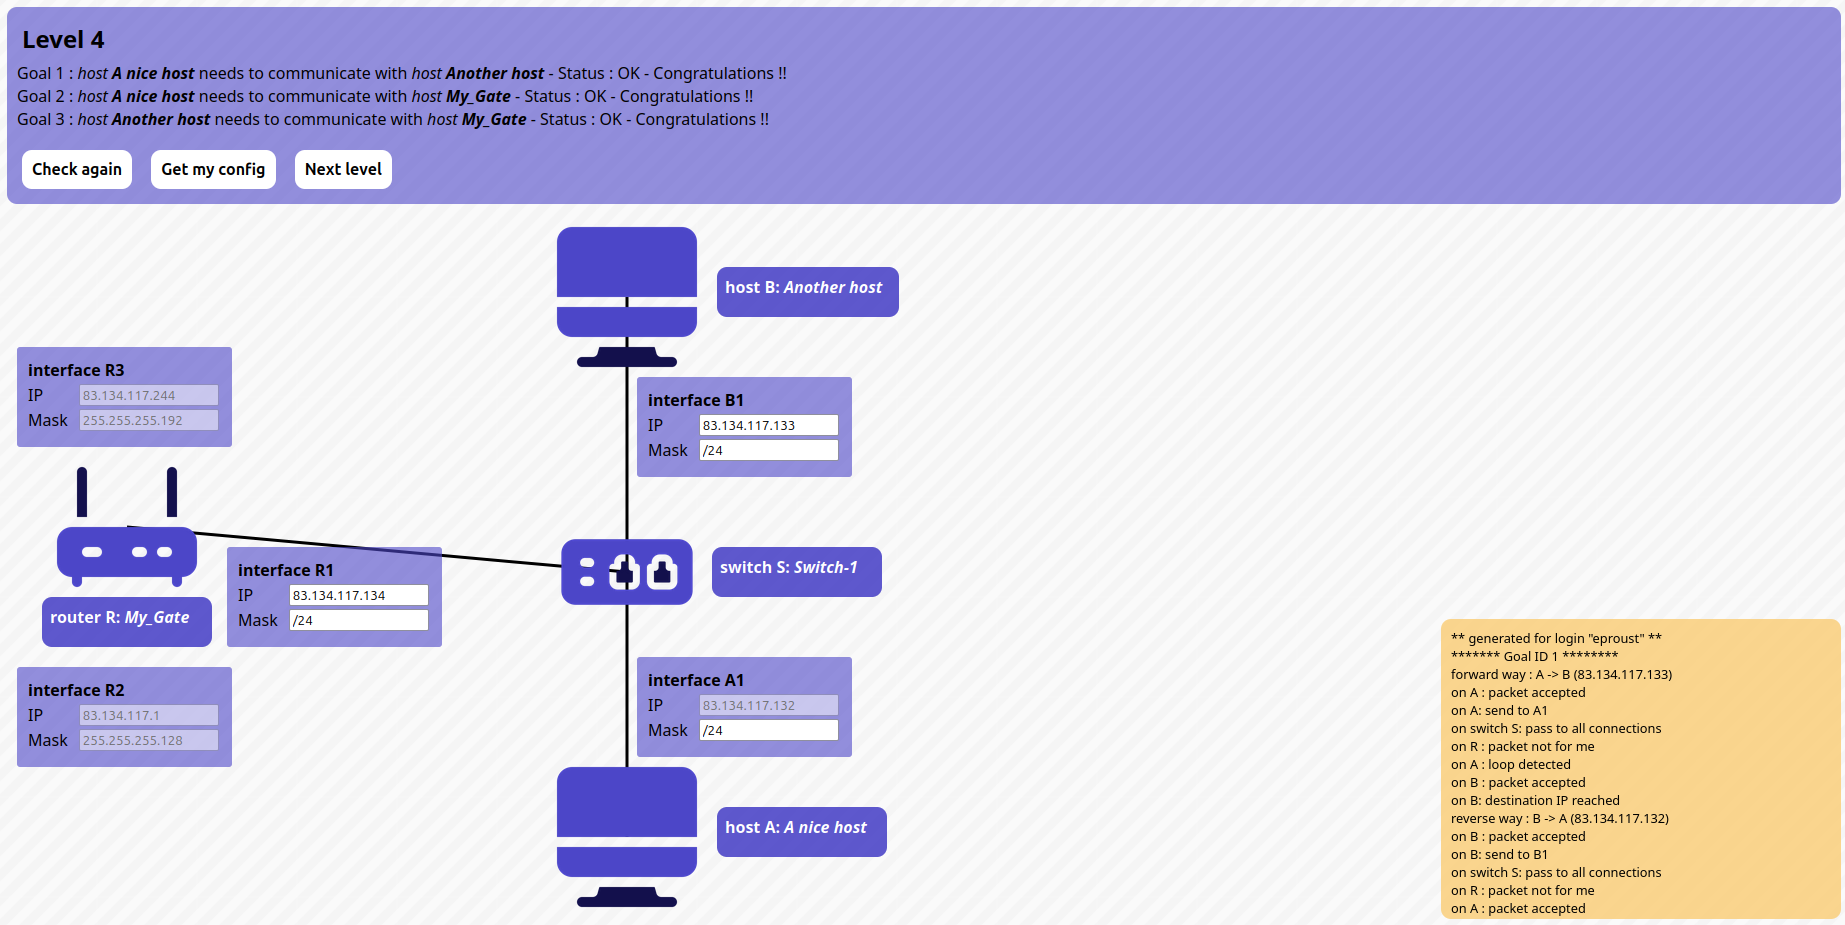 Level 4
Goal 1 : host A nice host needs to communicate with host Another host - Status : OK - Congratulations !!
Goal 2 : host A nice host needs to communicate with host My_Gate - Status : OK - Congratulations !!
Goal 3 : host Another host needs to communicate with host My_Gate - Status : OK - Congratulations !!
Check again
Get my config
Next level
host B: Another host
interface R3
IP 83.134.117.244
Mask 255.255.255.192
interface B1
IP 83.134.117.133
Mask /24
interface R1
IP 83.134.117.134
Mask /24
switch S: Switch-1
router R: My_Gate
interface R2
IP 83.134.117.1
Mask 255.255.255.128
interface A1
IP 83.134.117.132
Mask /24
host A: A nice host
** generated for login "eproust" **
******* Goal ID 1 ********
forward way : A -> B (83.134.117.133)
on A : packet accepted
on A: send to A1
on switch S: pass to all connections
on R : packet not for me
on A : loop detected
on B : packet accepted
on B: destination IP reached
reverse way : B -> A (83.134.117.132)
on B : packet accepted
on B: send to B1
on switch S: pass to all connections
on R : packet not for me
on A : packet accepted